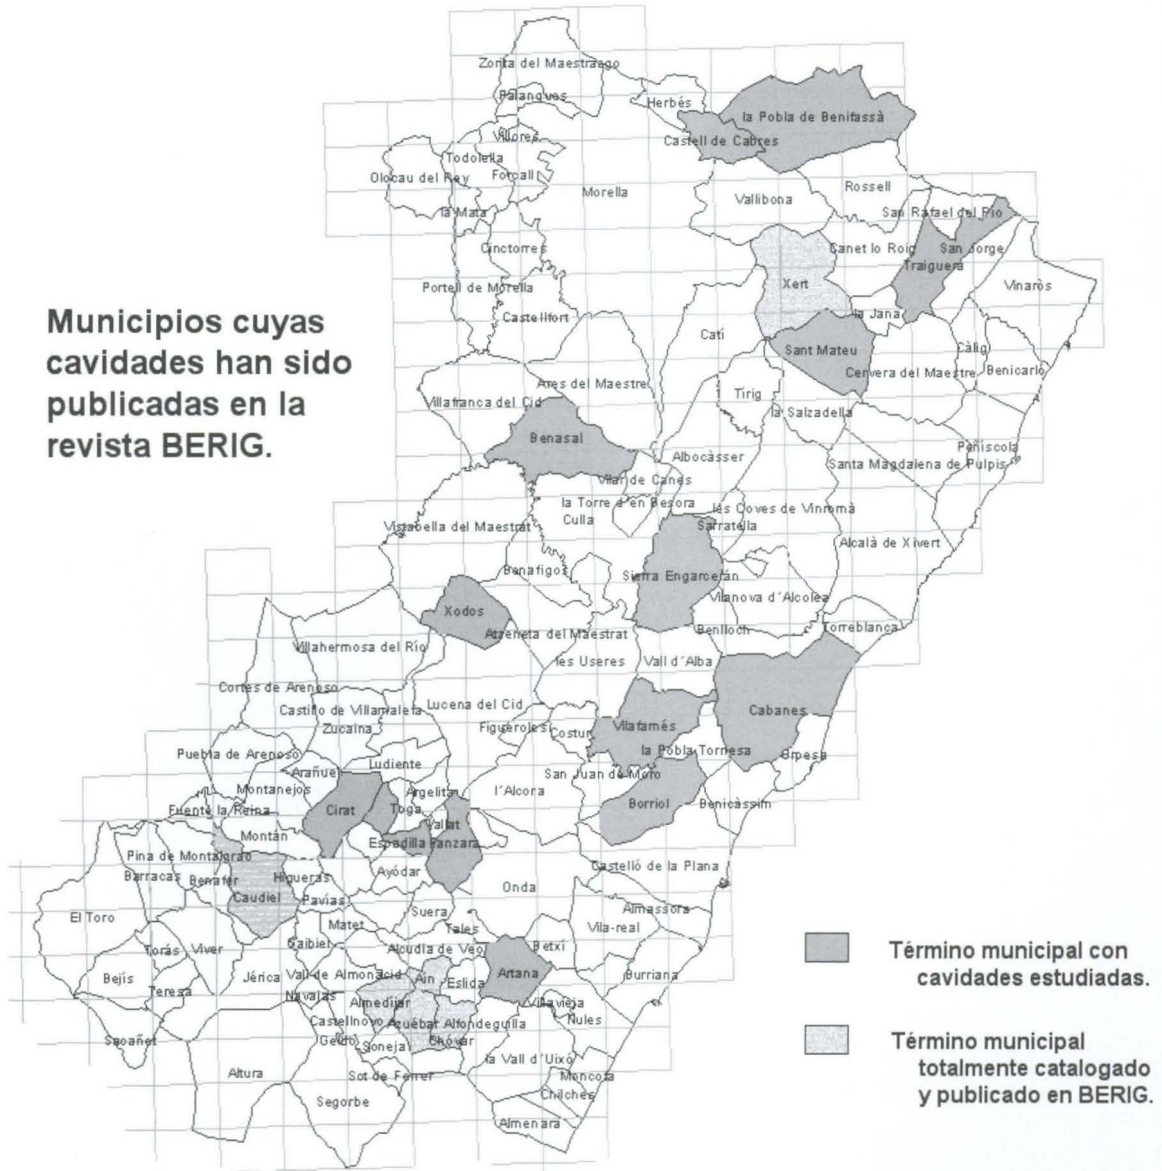 Zorita del Maestrazgo
Palanques
Herbés
la Pobla de Benifassà
Castell de Cabres
Villores
Todolella
Olocau del Rey
Forcall
Morella
Vallibona
Rossell
la Mata
San Rafael del Río
Cinctorres
Canet lo Roig
San Jorge
Traiguera
Xert
Vinaròs
Portell de Morella
la Jana
Castellfort
Catí
Sant Mateu
Càlig
Cervera del Maestre
Benicarló
Municipios cuyas
cavidades han sido
publicadas en la
revista BERIG.
Ares del Maestre
Tirig
Villafranca del Cid
la Salzadella
Benasal
Albocàsser
Peñíscola
Santa Magdalena de Pulpis
Vilar de Canes
la Torre d'en Besora
Culla
les Coves de Vinromà
Sarratella
Vistabella del Maestrat
Alcalà de Xivert
Benafigos
Sierra Engarcerán
Vilanova d'Alcolea
Xodos
Atzeneta del Maestrat
Benlloch
Torreblanca
Villahermosa del Río
les Useres
Vall d'Alba
Cortes de Arenoso
Castillo de Villamalefa
Lucena del Cid
Cabanes
Zucaina
Figueroles
Costur
Vilafamés
la Pobla Tornesa
Puebla de Arenoso
Orpesa
Ludiente
Arañuel
San Juan de Moro
Montanejos
Argelita
l'Alcora
Fuente la Reina
Cirat
Toga
Borriol
Benicàssim
Vallat
Montán
Espadilla
Fanzara
Pina de Montalgrao
Castelló de la Plana
Barracas
Benafer
Higueras
Ayódar
Caudiel
Pavías
Onda
El Toro
Suera
Almassora
Matet
Tales
Vila-real
Torás
Viver
Gaibiel
Alcudia de Veo
Betxí
Término municipal con
cavidades estudiadas.
Bejís
Jérica
Vall de Almonacid
Ain
Eslida
Artana
Burriana
Teresa
Navajas
Almedijar
Villavieja
Castellnovo
Azuébar
Alfondeguilla
Nules
Sacañet
Geldo
Soneja
Chóvar
Término municipal
totalmente catalogado
y publicado en BERIG.
la Vall d'Uixó
Altura
Sot de Ferrer
Moncofa
Segorbe
Chilches
Almenara